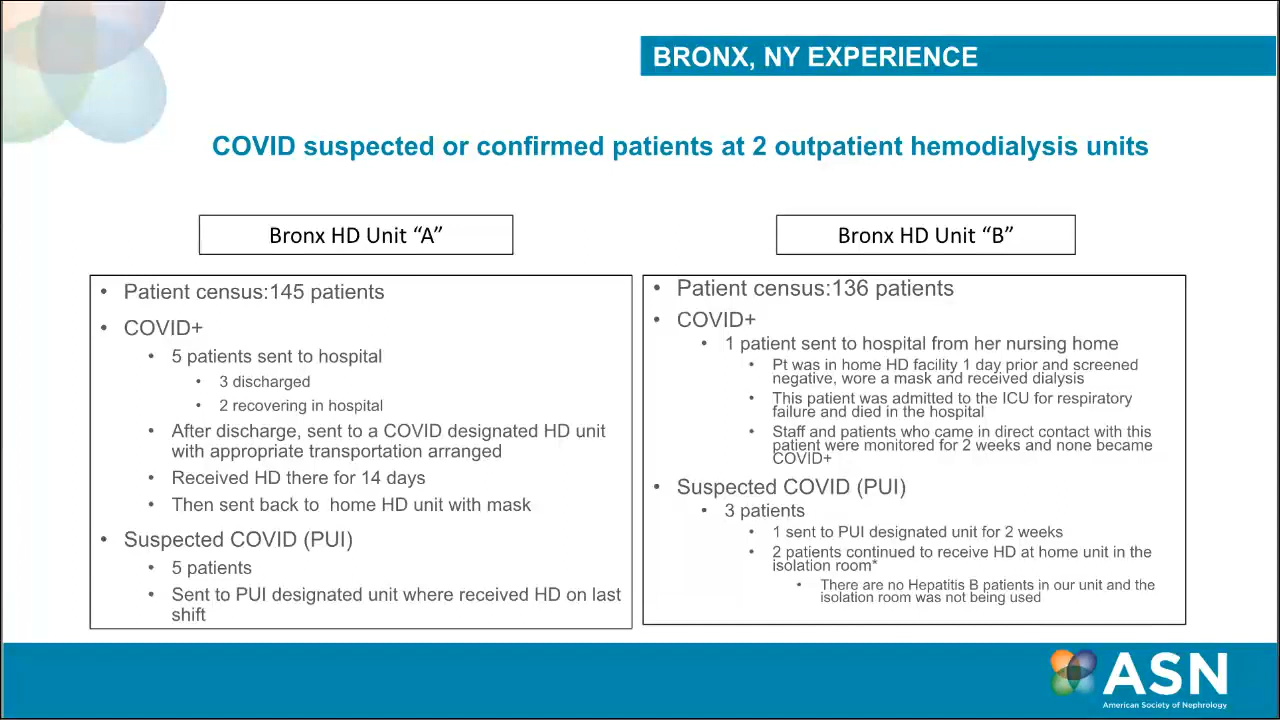 BRONX, NY EXPERIENCE
COVID suspected or confirmed patients at 2 outpatient hemodialysis units
Bronx HD Unit “A”
• Patient census:145 patients
• COVID+
• 5 patients sent to hospital
• 3 discharged
• 2 recovering in hospital
• After discharge, sent to a COVID designated HD unit
with appropriate transportation arranged
• Received HD there for 14 days
• Then sent back to home HD unit with mask
• Suspected COVID (PUI)
• 5 patients
• Sent to PUI designated unit where received HD on last
shift
Bronx HD Unit “B”
• Patient census:136 patients
• COVID+
• 1 patient sent to hospital from her nursing home
• Pt was in home HD facility 1 day prior and screened
negative, wore a mask and received dialysis
• This patient was admitted to the ICU for respiratory
failure and died in the hospital
• Staff and patients who came in direct contact with this
patient were monitored for 2 weeks and none became
COVID+
• Suspected COVID (PUI)
• 3 patients
• 1 sent to PUI designated unit for 2 weeks
• 2 patients continued to receive HD at home unit in the
isolation room*
• There are no Hepatitis B patients in our unit and the
isolation room was not being used
ASN
American Society of Nephrology